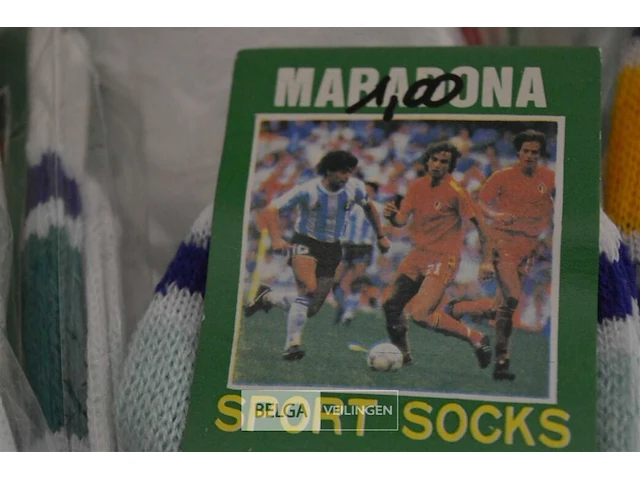 MARADONA
1,00
BELGA VEILINGEN
SPORT SOCKS